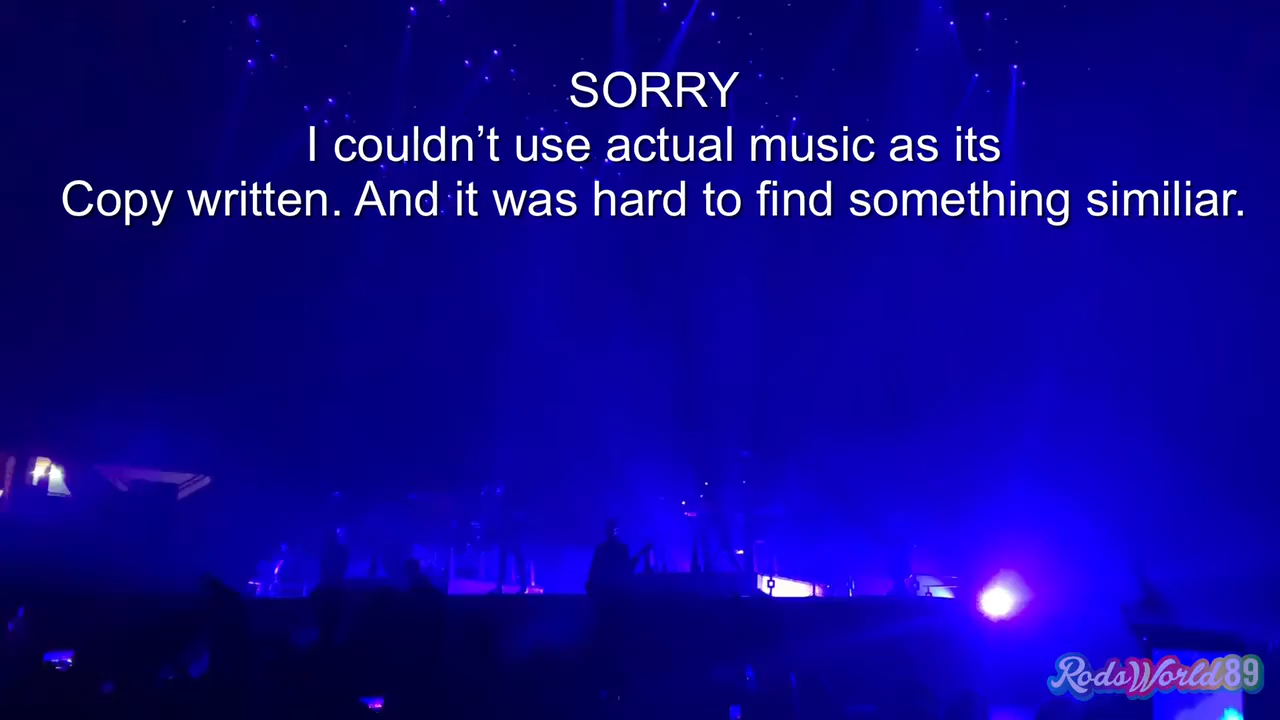 SORRY
I couldn’t use actual music as its
Copy written. And it was hard to find something similiar.
RodsWorld89